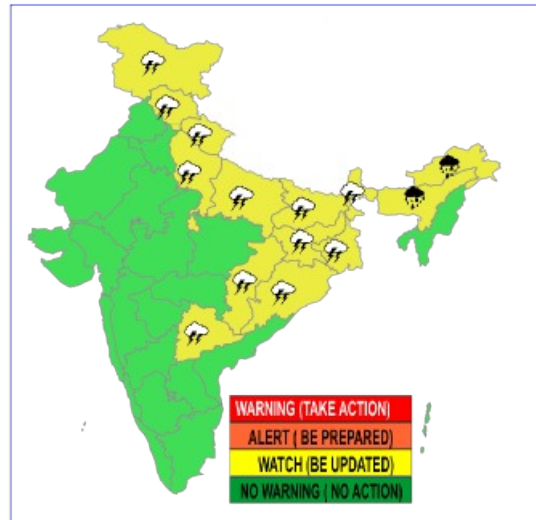 WARNING (TAKE ACTION)
ALERT ( BE PREPARED)
WATCH (BE UPDATED)
NO WARNING ( NO ACTION)